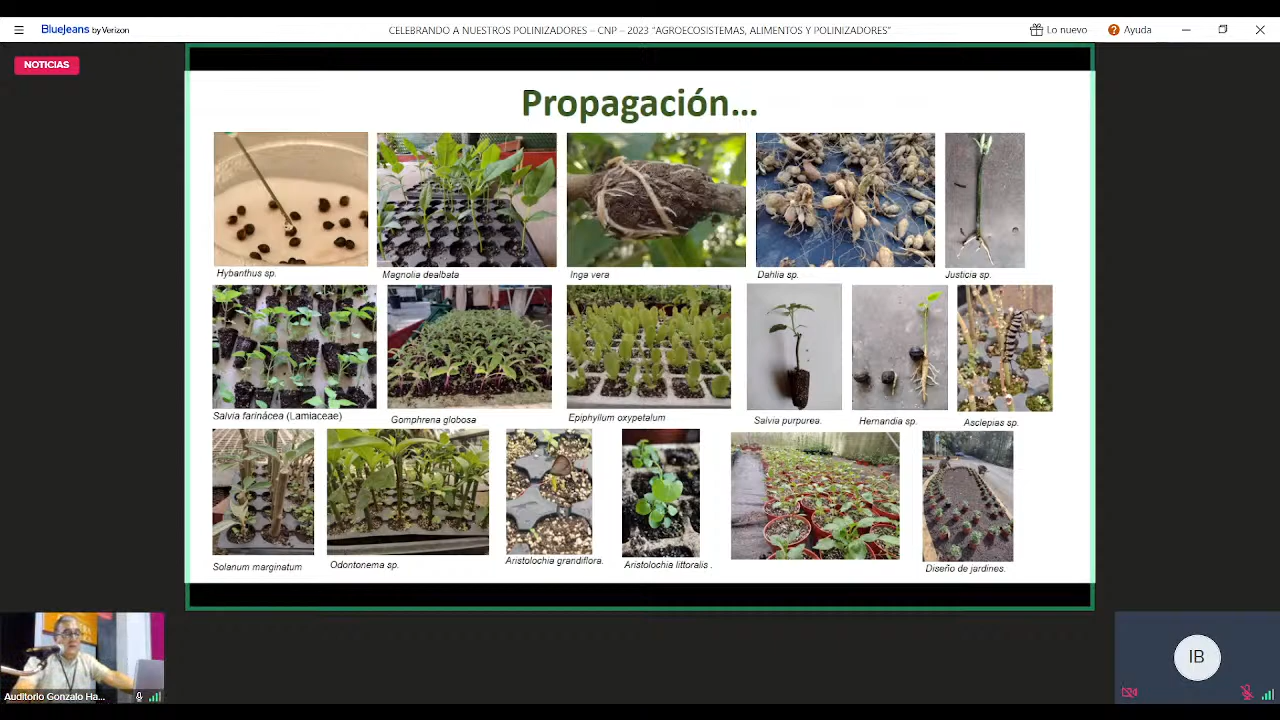 BlueJeans by Verizon
CELEBRANDO A NUESTROS POLINIZADORES – CNP – 2023 "AGROECOSISTEMAS, ALIMENTOS Y POLINIZADORES"
Lo nuevo
Ayuda
NOTICIAS
Propagación...
Hybanthus sp.
Magnolia dealbata
Inga vera
Dahlia sp.
Justicia sp.
Salvia farinácea (Lamiaceae)
Gomphrena globosa
Epiphyllum oxypetalum
Salvia purpurea.
Hernandia sp.
Asclepias sp.
Solanum marginatum
Odontonema sp.
Aristolochia grandiflora.
Aristolochia littoralis .
Diseño de jardines.
Auditorio Gonzalo Ha...
IB